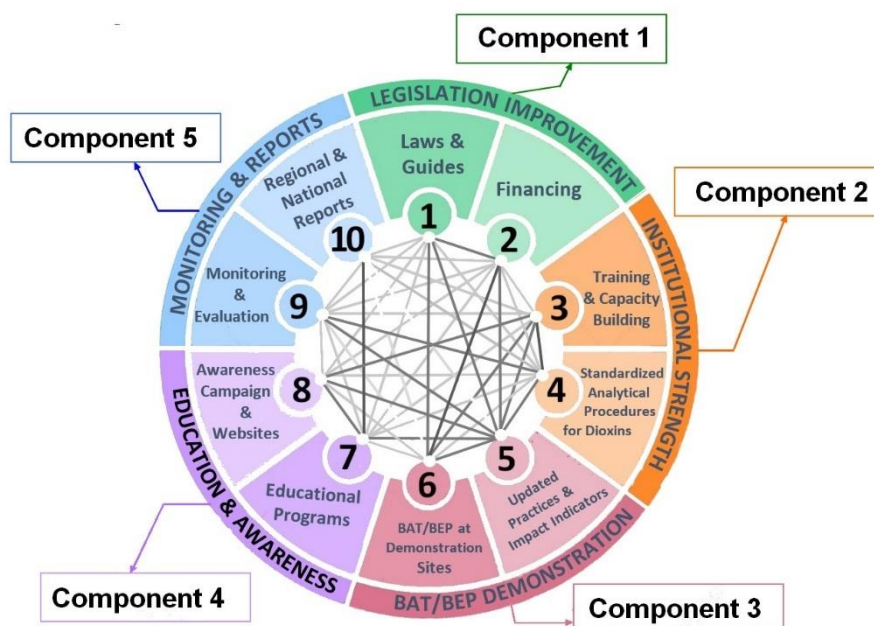 Component 1
LEGISLATION IMPROVEMENT
Laws &
Guides
1
Financing
2
Component 2
INSTITUTIONAL STRENGTH
3
Training
& Capacity
Building
4
Standardized
Analytical
Procedures
for Dioxins
Component 3
BAT/BEP DEMONSTRATION
5
Updated
Practices &
Impact Indicators
6
BAT/BEP at
Demonstration
Sites
Component 4
EDUCATION & AWARENESS
7
Educational
Programs
8
Awareness
Campaign
&
Websites
Component 5
MONITORING & REPORTS
9
Monitoring
&
Evaluation
10
Regional &
National
Reports